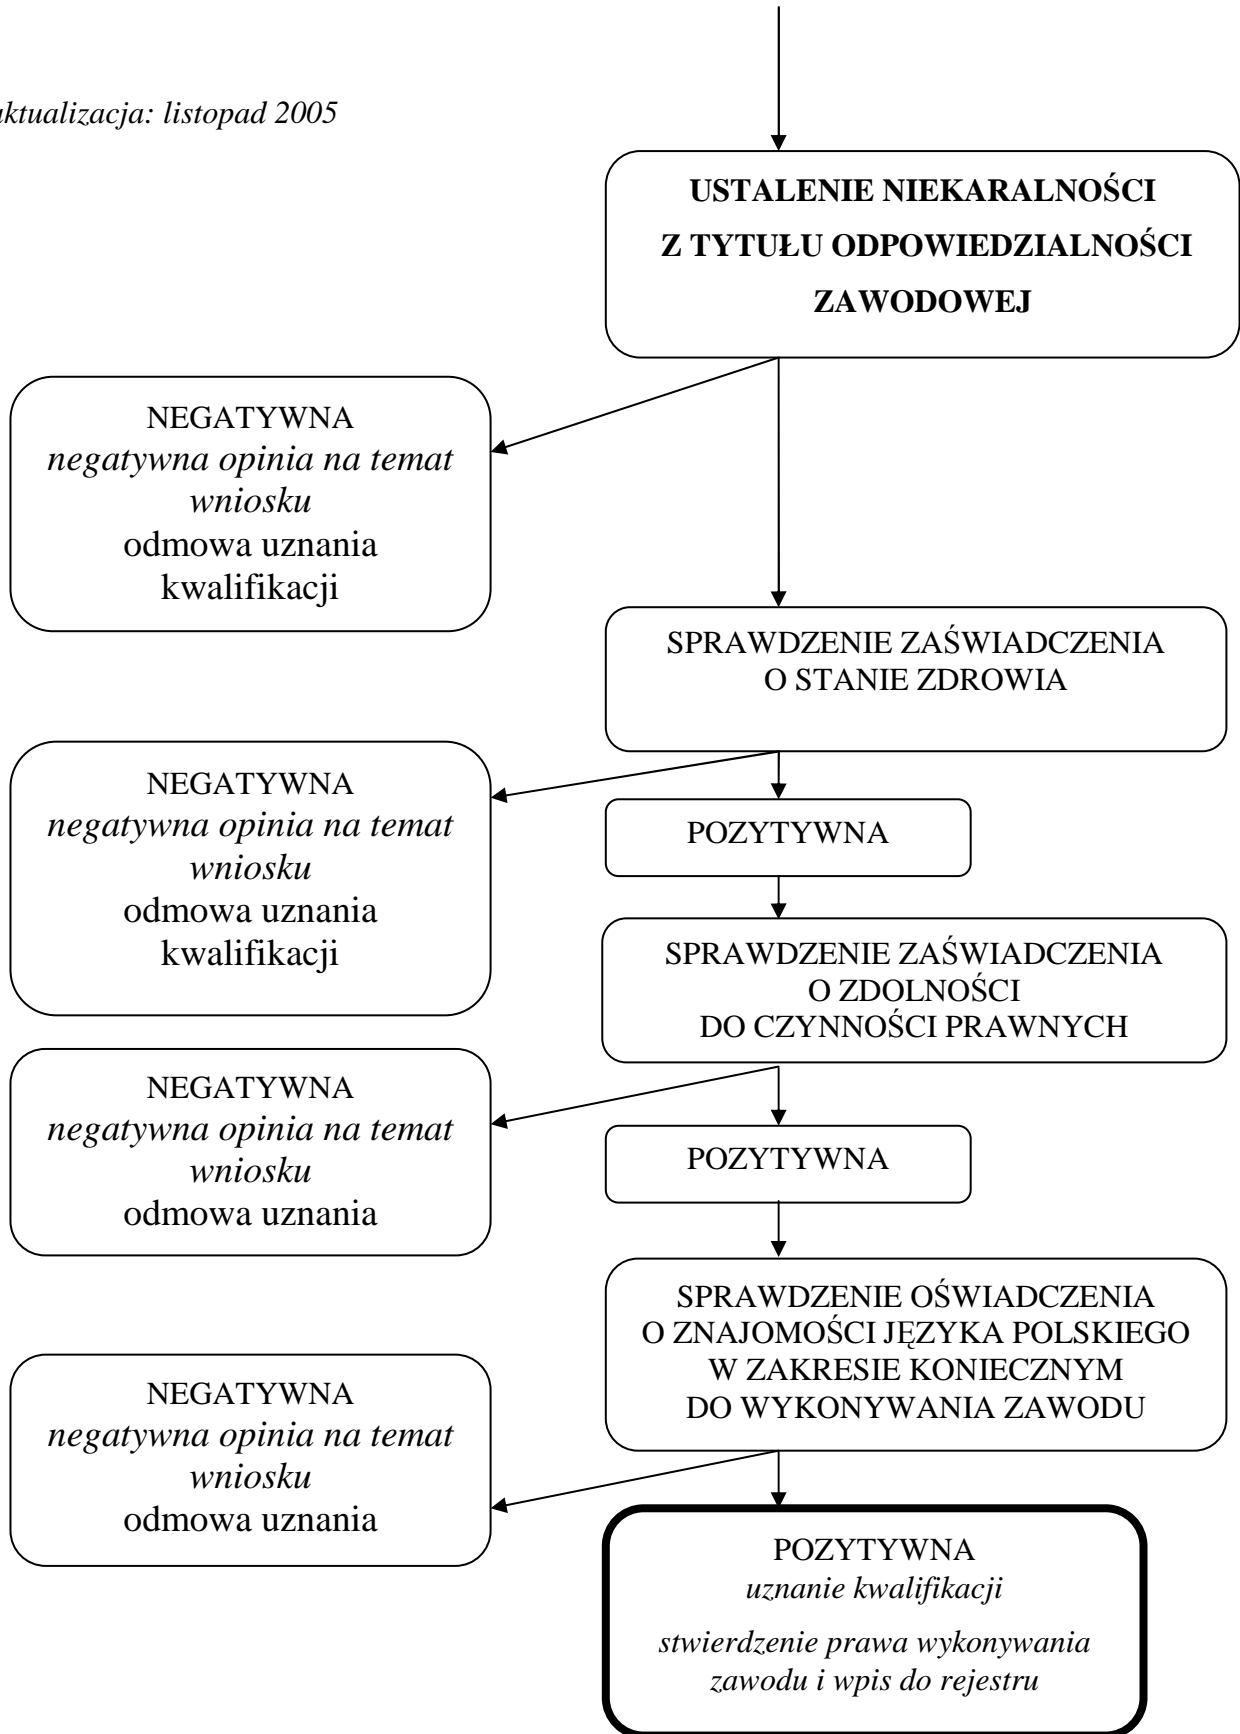 aktualizacja: listopad 2005
USTALENIE NIEKARALNOŚCI
Z TYTUŁU ODPOWIEDZIALNOŚCI
ZAWODOWEJ
NEGATYWNA
negatywna opinia na temat
wniosku
odmowa uznania
kwalifikacji
SPRAWDZENIE ZAŚWIADCZENIA
O STANIE ZDROWIA
NEGATYWNA
negatywna opinia na temat
wniosku
odmowa uznania
kwalifikacji
POZYTYWNA
SPRAWDZENIE ZAŚWIADCZENIA
O ZDOLNOŚCI
DO CZYNNOŚCI PRAWNYCH
NEGATYWNA
negatywna opinia na temat
wniosku
odmowa uznania
POZYTYWNA
SPRAWDZENIE OŚWIADCZENIA
O ZNAJOMOŚCI JĘZYKA POLSKIEGO
W ZAKRESIE KONIECZNYM
DO WYKONYWANIA ZAWODU
NEGATYWNA
negatywna opinia na temat
wniosku
odmowa uznania
POZYTYWNA
uznanie kwalifikacji
stwierdzenie prawa wykonywania
zawodu i wpis do rejestru